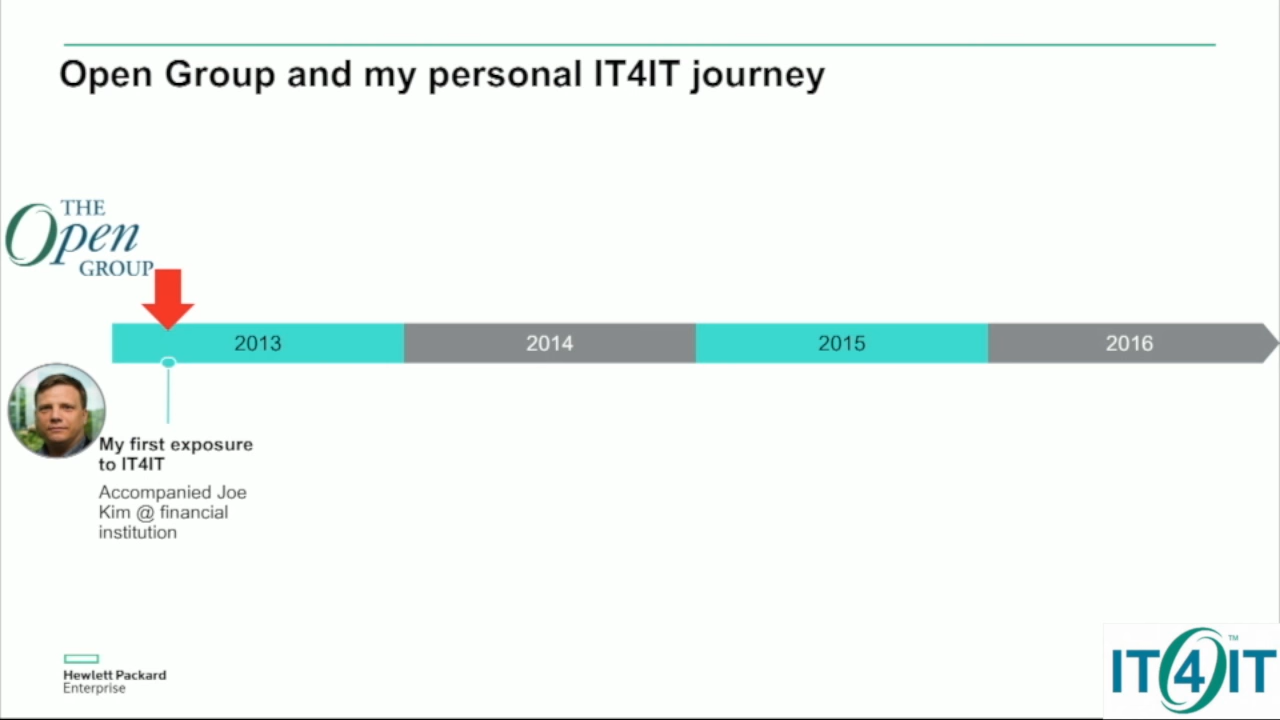 Open Group and my personal IT4IT journey
THE
Open
GROUP
2013
2014
2015
2016
My first exposure
to IT4IT
Accompanied Joe
Kim @ financial
institution
Hewlett Packard
Enterprise
IT4IT™